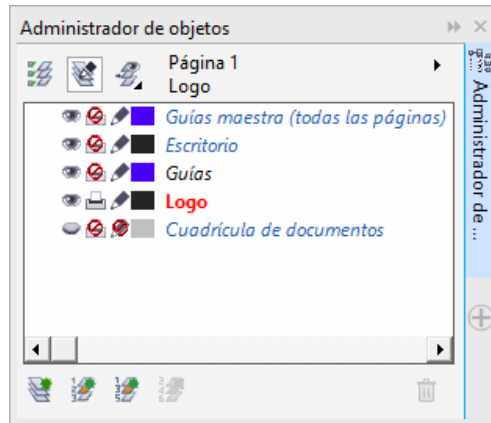 Administrador de objetos
Página 1
Logo
Guías maestra (todas las páginas)
Escritorio
Guías
Logo
Cuadrícula de documentos
Administrador de ...